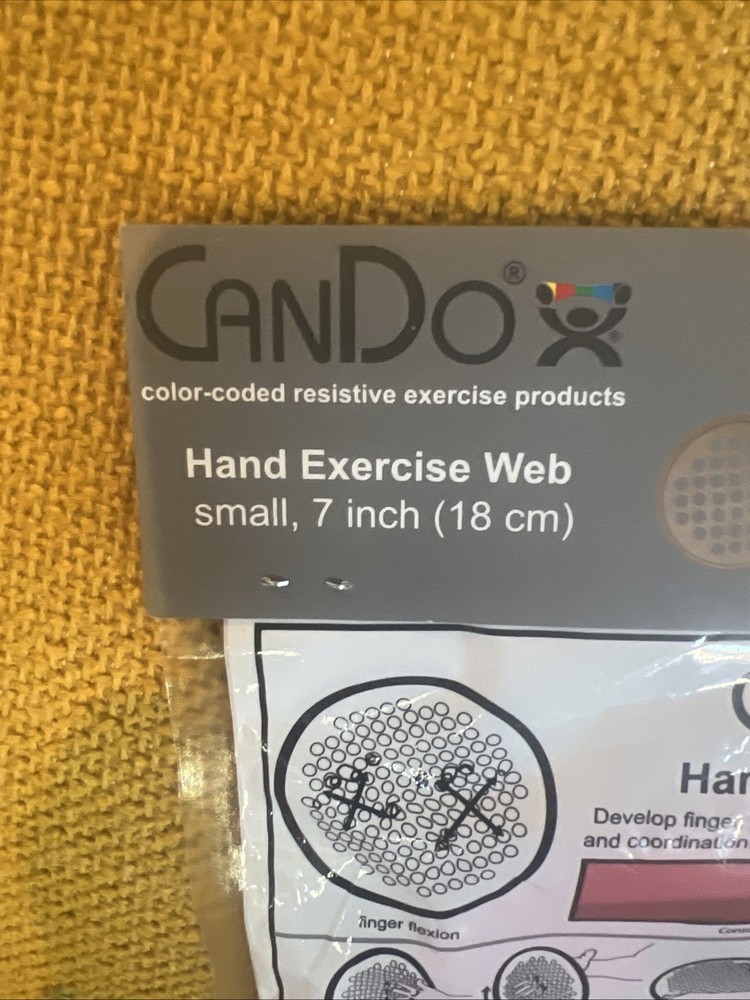 CANDO®
color-coded resistive exercise products
Hand Exercise Web
small, 7 inch (18 cm)
Har
Develop finger
and coordination
finger flexion